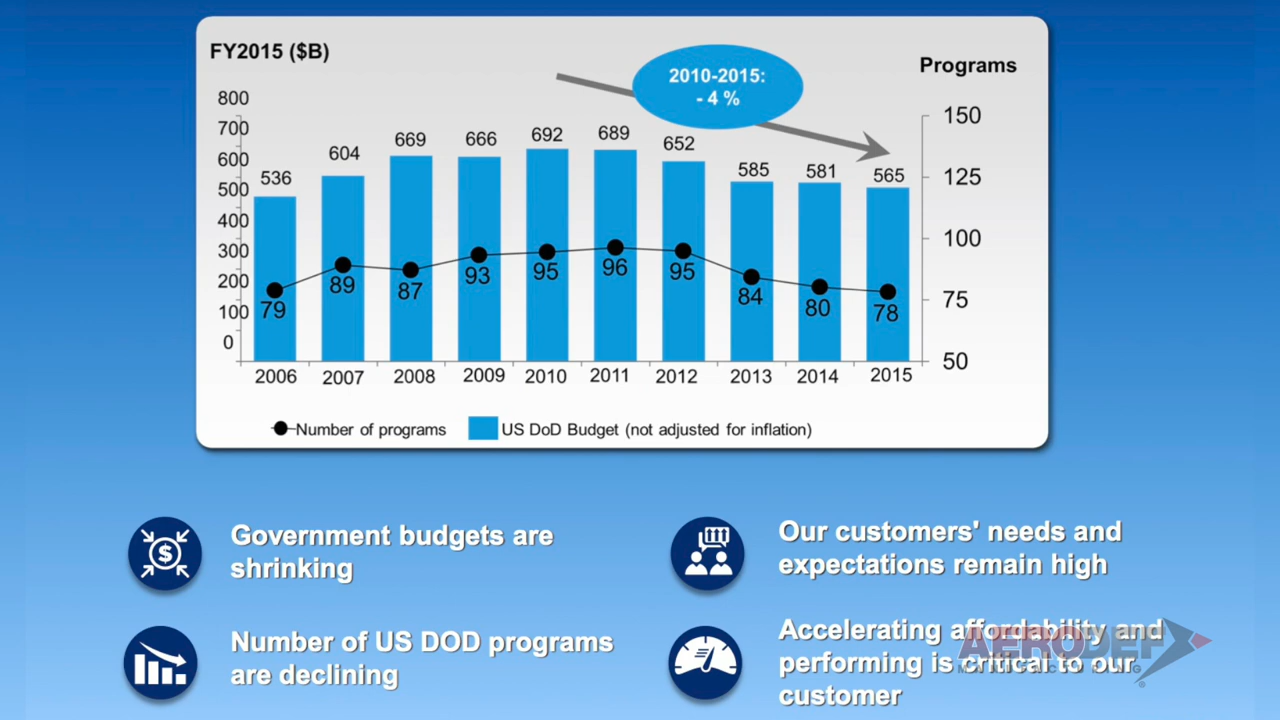 FY2015 ($B)
Programs
2010-2015:
- 4 %
800
700
600
500
400
300
200
100
0
150
125
100
75
50
536
604
669
666
692
689
652
585
581
565
79
89
87
93
95
96
95
84
80
78
2006
2007
2008
2009
2010
2011
2012
2013
2014
2015
Number of programs
US DoD Budget (not adjusted for inflation)
Government budgets are
shrinking
Number of US DOD programs
are declining
Our customers' needs and
expectations remain high
Accelerating affordability and
performing is critical to our
customer
AERODEF
MANUFACTURING
®